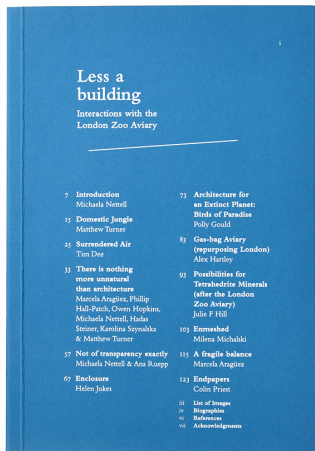 i
Less a
building
Interactions with the
London Zoo Aviary
7 Introduction
Michaela Nettell
15 Domestic Jungle
Matthew Turner
25 Surrendered Air
Tim Dee
33 There is nothing
more unnatural
than architecture
Marcela Aragüez, Phillip
Hall-Patch, Owen Hopkins,
Michaela Nettell, Hadas
Steiner, Karolina Szynalska
& Matthew Turner
57 Not of transparency exactly
Michaela Nettell & Ana Ruepp
67 Enclosure
Helen Jukes
73 Architecture for
an Extinct Planet:
Birds of Paradise
Polly Gould
83 Gas-bag Aviary
(repurposing London)
Alex Hartley
93 Possibilities for
Tetrahedrite Minerals
(after the London
Zoo Aviary)
Julie F Hill
103 Enmeshed
Milena Michalski
115 A fragile balance
Marcela Aragüez
123 Endpapers
Colin Priest
iii List of Images
iv Biographies
vi References
vii Acknowledgments